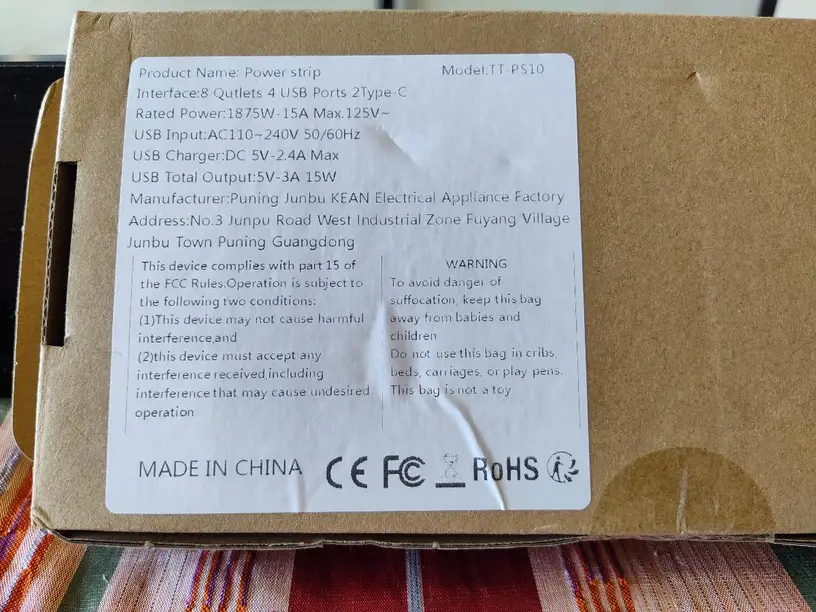 Product Name: Power strip Model:TT-PS10
Interface:8 Qutlets 4 USB Ports 2Type-C
Rated Power:1875W-15A Max.125V~
USB Input:AC110~240V 50/60Hz
USB Charger:DC 5V-2.4A Max
USB Total Output:5V-3A 15W
Manufacturer:Puning Junbu KEAN Electrical Appliance Factory
Address:No.3 Junpu Road West Industrial Zone Fuyang Village
Junbu Town Puning Guangdong
This device complies with part 15 of
the FCC Rules.Operation is subject to
the following two conditions:
(1)This device may not cause harmful
interference,and
(2)this device must accept any
interference received,including
interference that may cause undesired
operation
WARNING
To avoid danger of
suffocation, keep this bag
away from babies and
children
Do not use this bag in cribs,
beds, carriages, or play pens.
This bag is not a toy
MADE IN CHINA CE FC RoHS